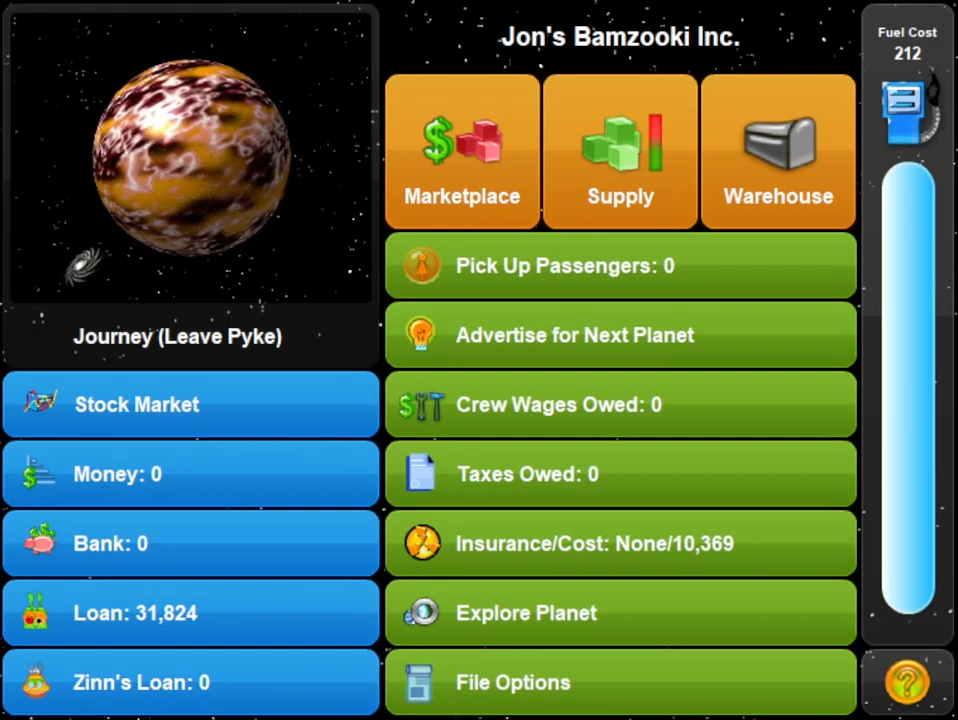 Jon's Bamzooki Inc.
Fuel Cost
212
Marketplace
Supply
Warehouse
Journey (Leave Pyke)
Stock Market
Money: 0
Bank: 0
Loan: 31,824
Zinn's Loan: 0
Pick Up Passengers: 0
Advertise for Next Planet
Crew Wages Owed: 0
Taxes Owed: 0
Insurance/Cost: None/10,369
Explore Planet
File Options